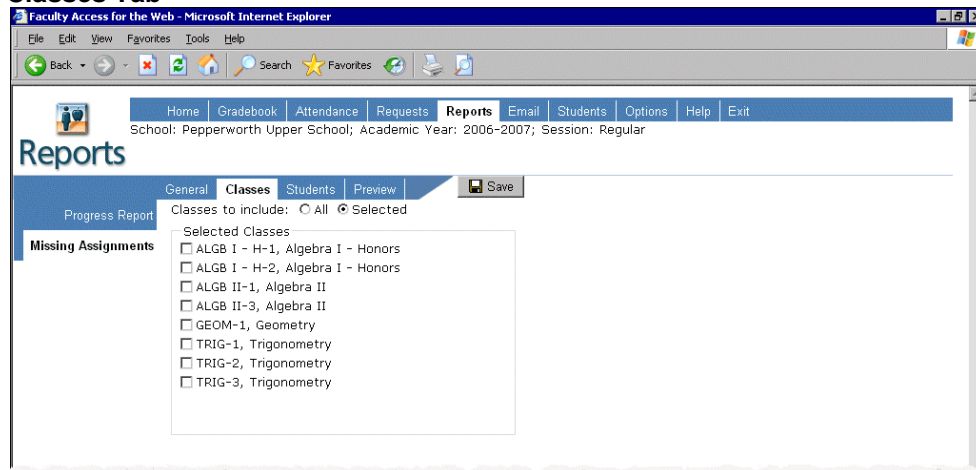 Classes Tab
Faculty Access for the Web - Microsoft Internet Explorer
File Edit View Favorites Tools Help
Back Search Favorites
Home Gradebook Attendance Requests Reports Email Students Options Help Exit
School: Pepperworth Upper School; Academic Year: 2006-2007; Session: Regular
Reports
General Classes Students Preview Save
Progress Report
Classes to include: All Selected
Missing Assignments
Selected Classes
ALGB I - H-1, Algebra I - Honors
ALGB I - H-2, Algebra I - Honors
ALGB II-1, Algebra II
ALGB II-3, Algebra II
GEOM-1, Geometry
TRIG-1, Trigonometry
TRIG-2, Trigonometry
TRIG-3, Trigonometry